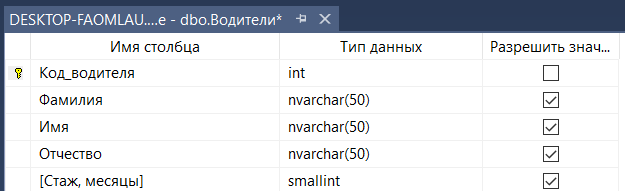 DESKTOP-FAOMLAU....e - dbo.Водители*
Имя столбца Тип данных Разрешить знач...
Код_водителя int
Фамилия nvarchar(50)
Имя nvarchar(50)
Отчество nvarchar(50)
[Стаж, месяцы] smallint